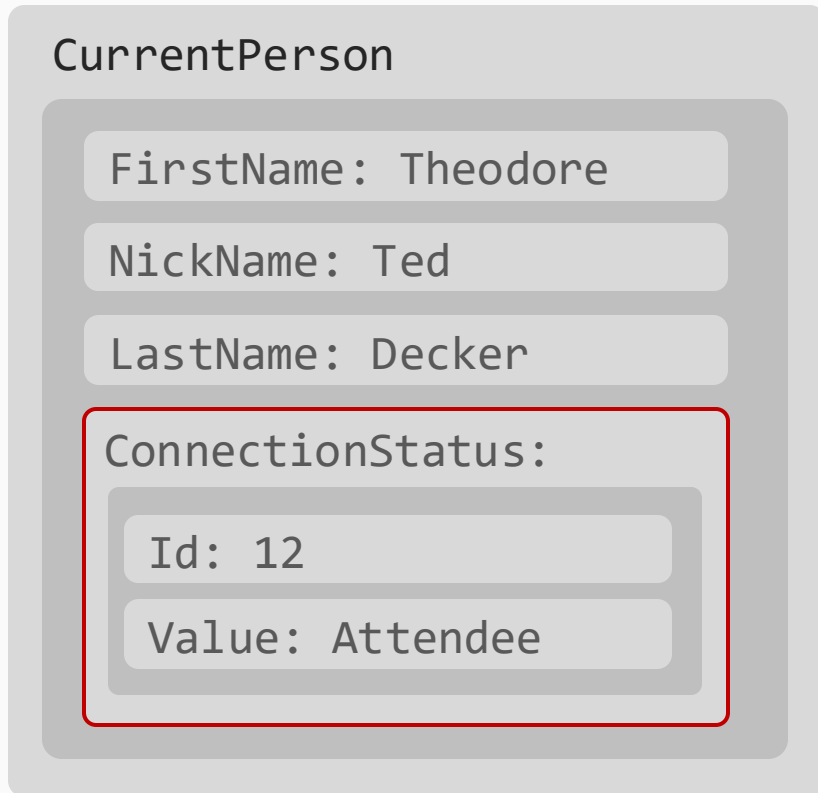 CurrentPerson
FirstName: Theodore
NickName: Ted
LastName: Decker
ConnectionStatus:
Id: 12
Value: Attendee